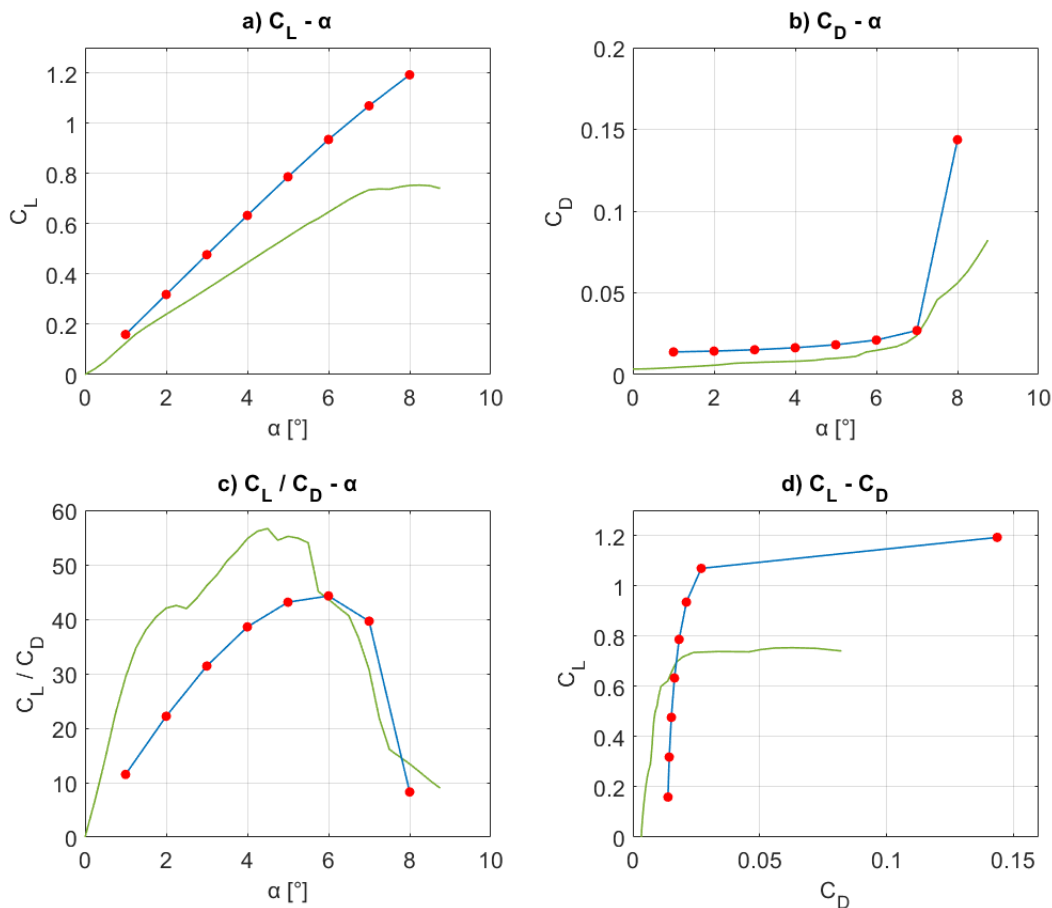 a) C_L - α
1.2
1
0.8
0.6
0.4
0.2
0
C_L
0 2 4 6 8 10
α [°]
b) C_D - α
0.2
0.15
0.1
0.05
0
C_D
0 2 4 6 8 10
α [°]
c) C_L / C_D - α
60
50
40
30
20
10
0
C_L / C_D
0 2 4 6 8 10
α [°]
d) C_L - C_D
1.2
1
0.8
0.6
0.4
0.2
0
C_L
0 0.05 0.1 0.15
C_D